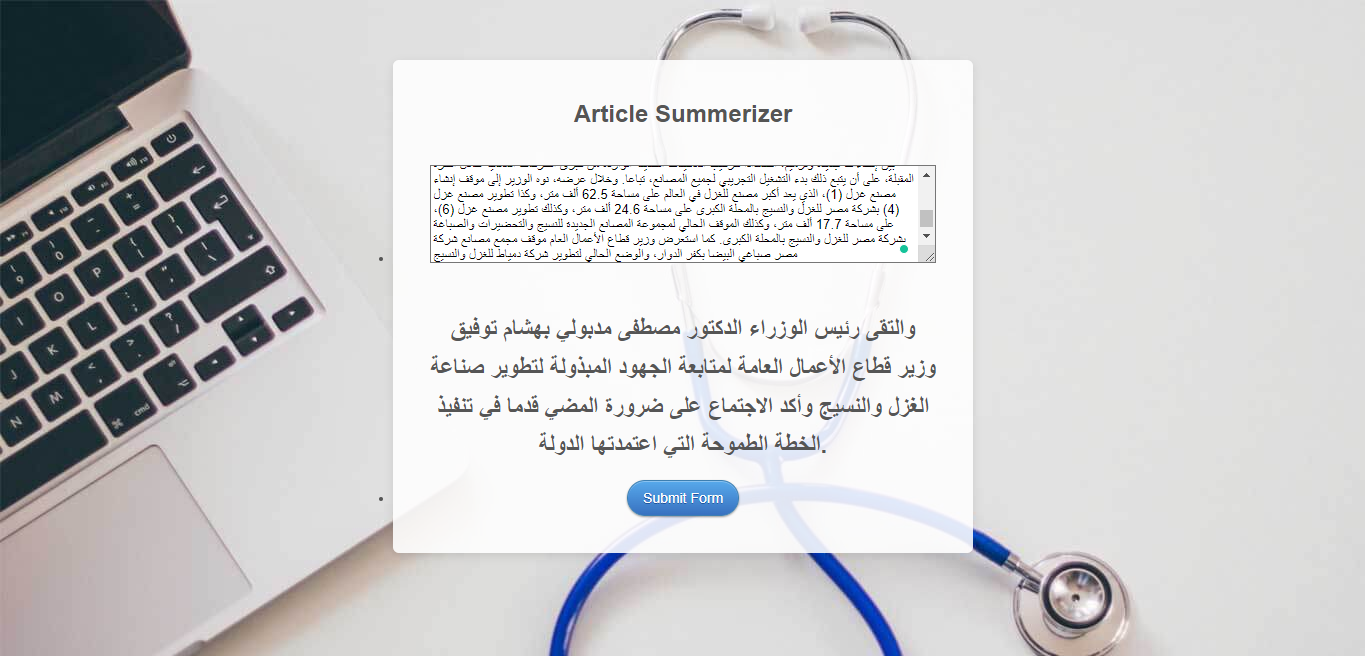 Article Summerizer
المقبلة، على أن يتبع ذلك بدء التشغيل التجريبي لجميع المصانع، تباعا. وخلال عرضه، نوه الوزير إلى موقف إنشاء
مصنع غزل (1)، الذي يعد أكبر مصنع للغزل في العالم على مساحة 62.5 ألف متر، وكذا تطوير مصنع غزل
(4) بشركة مصر للغزل والنسيج بالمحلة الكبرى على مساحة 24.6 ألف متر، وكذلك تطوير مصنع غزل (6)،
على مساحة 17.7 ألف متر، وكذلك الموقف الحالي لمجموعة المصانع الجديدة للنسيج والتحضيرات والصباغة
بشركة مصر للغزل والنسيج بالمحلة الكبرى. كما استعرض وزير قطاع الأعمال العام موقف مجمع مصانع شركة
مصر صباغي البيضا بكفر الدوار، والوضع الحالي لتطوير شركة دمياط للغزل والنسيج
والتقى رئيس الوزراء الدكتور مصطفى مدبولي بهشام توفيق
وزير قطاع الأعمال العامة لمتابعة الجهود المبذولة لتطوير صناعة
الغزل والنسيج وأكد الاجتماع على ضرورة المضي قدما في تنفيذ
الخطة الطموحة التي اعتمدتها الدولة.
Submit Form